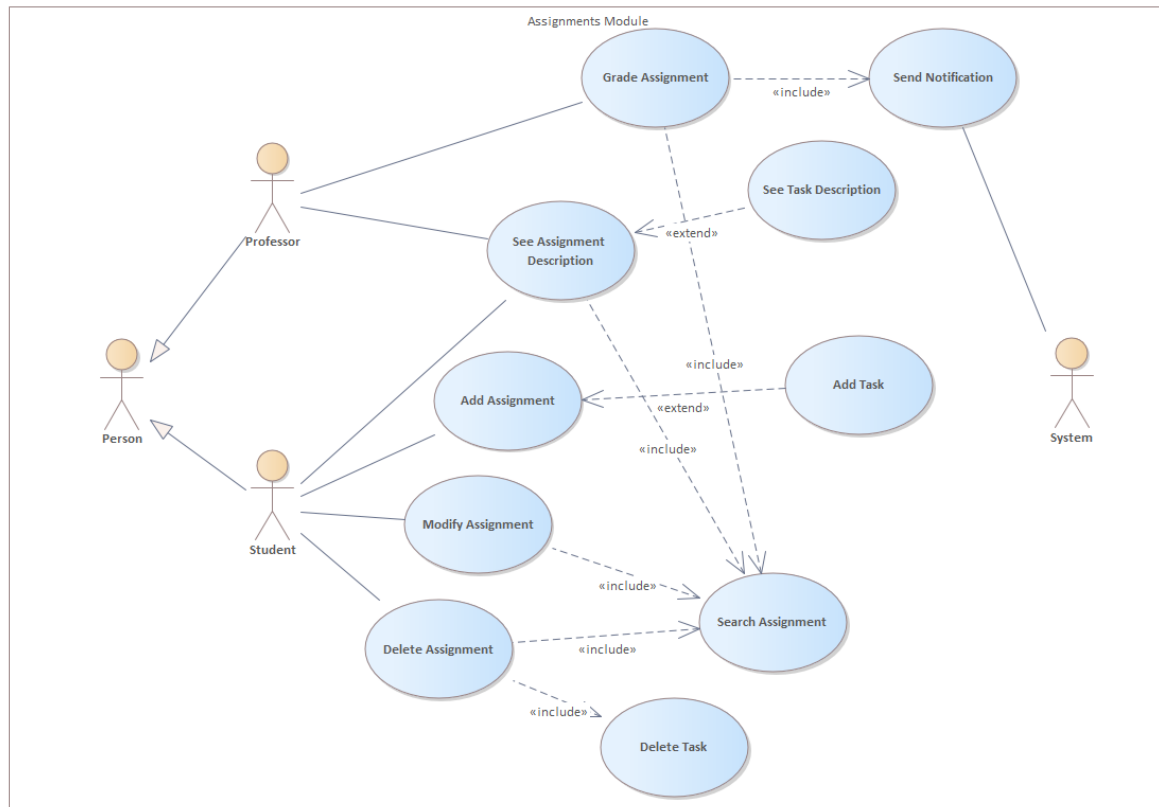 Assignments Module
Grade Assignment
«include»
Send Notification
See Task Description
Professor
«extend»
See Assignment
Description
«include»
Add Task
Add Assignment
«extend»
Person
System
«include»
Modify Assignment
Student
«include»
Search Assignment
Delete Assignment
«include»
«include»
Delete Task